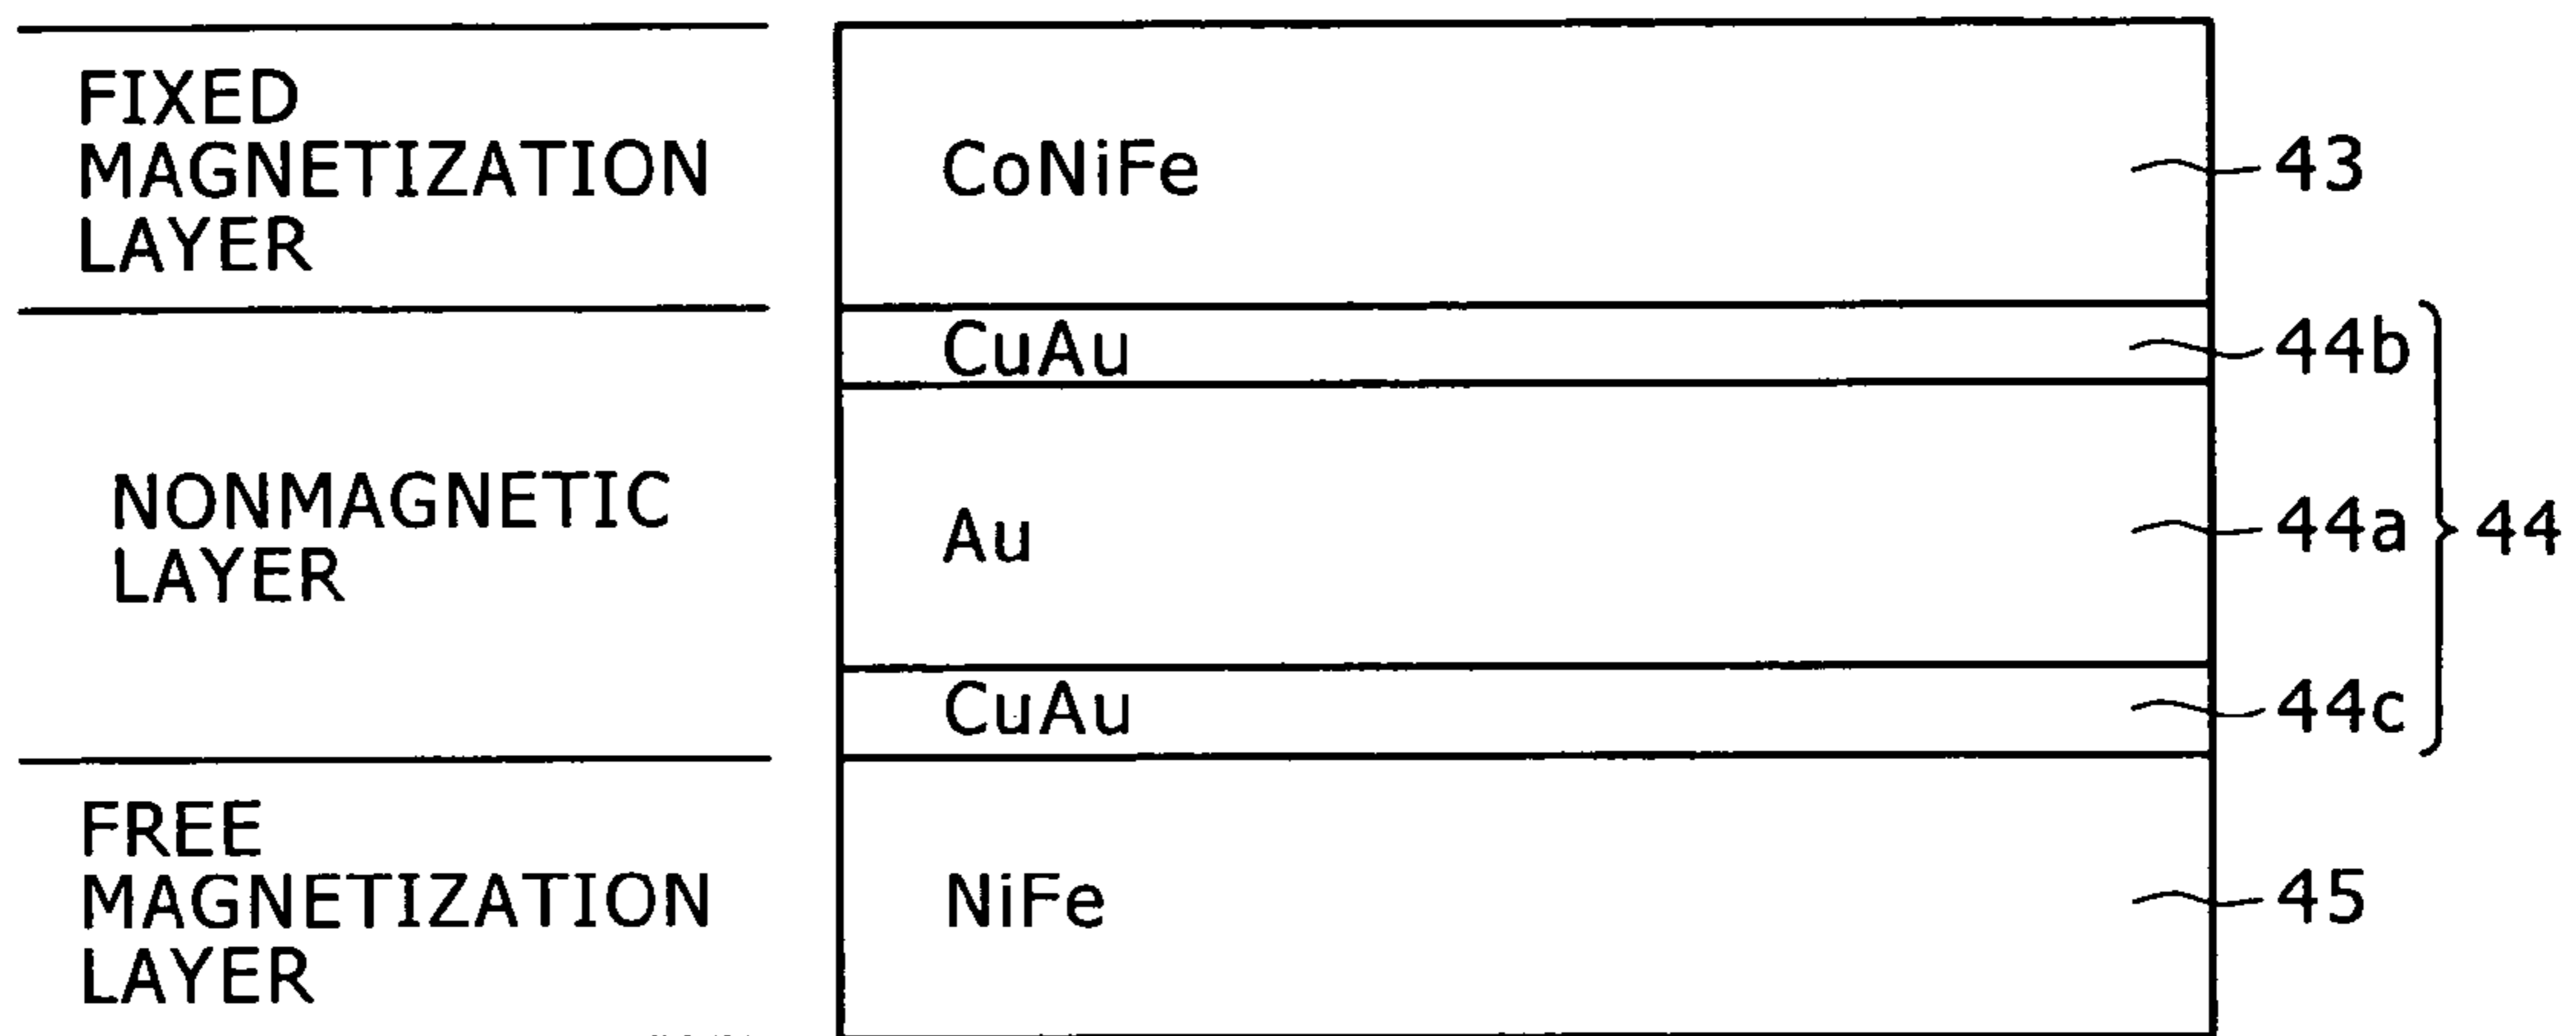 FIXED
MAGNETIZATION
LAYER
CoNiFe
43
CuAu
44b
NONMAGNETIC
LAYER
Au
44a
44
CuAu
44c
FREE
MAGNETIZATION
LAYER
NiFe
45